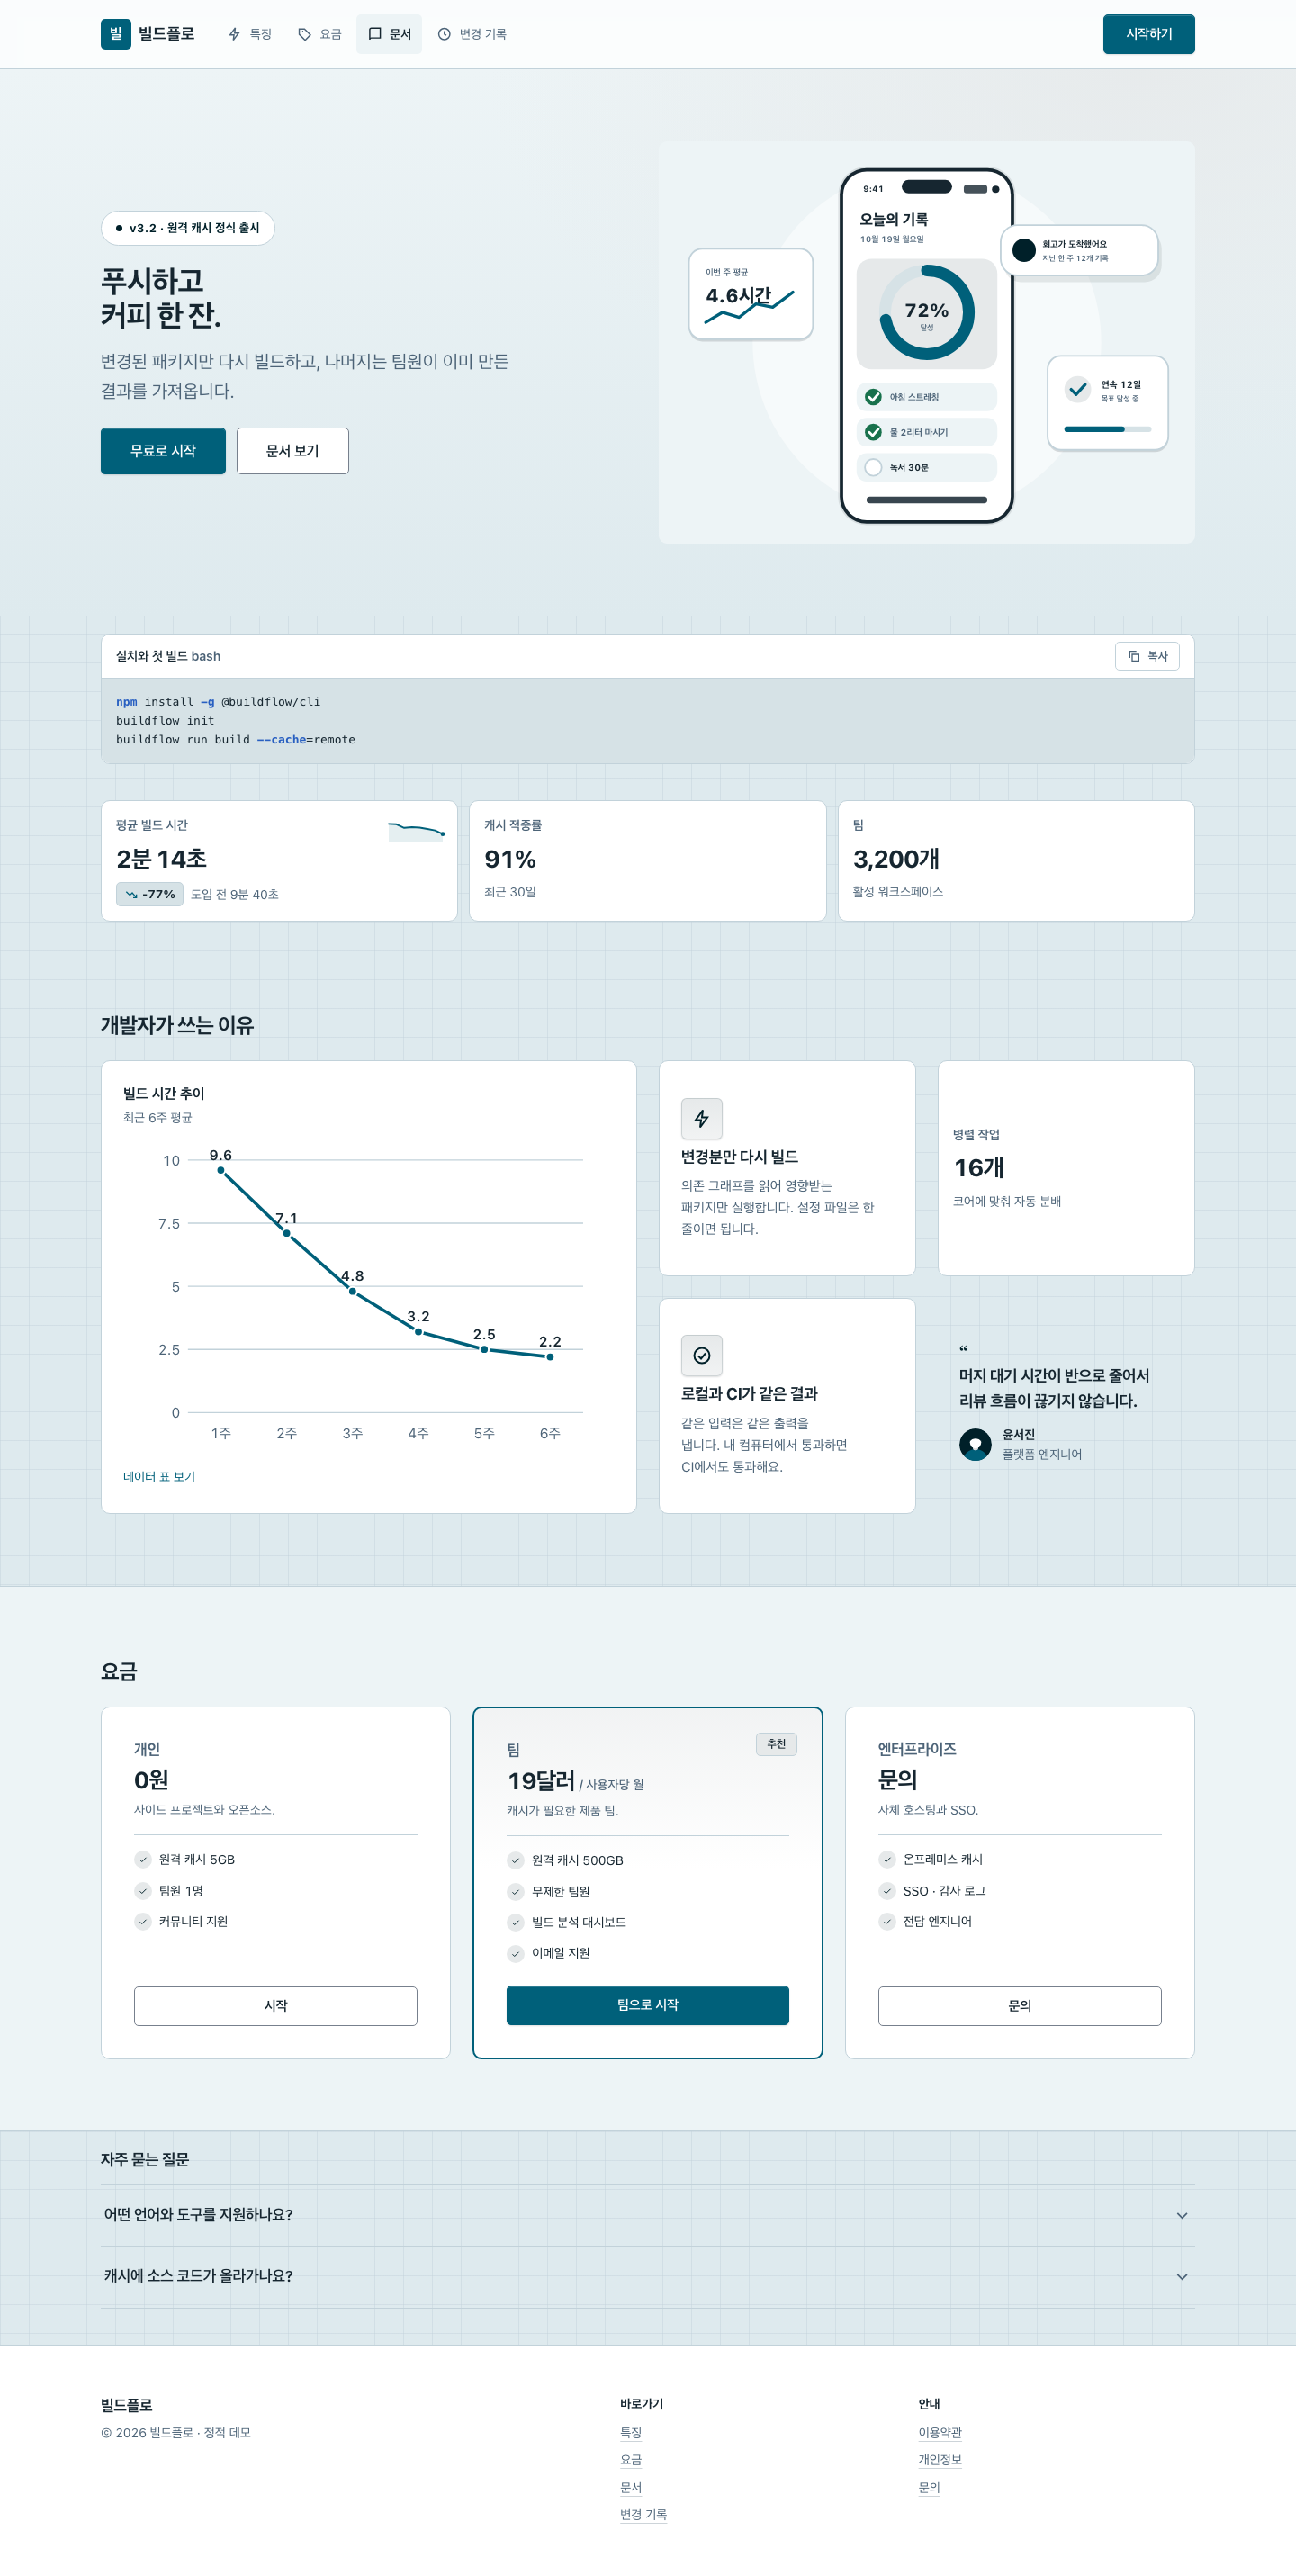 빌 빌드플로
특징
요금
문서
변경 기록
시작하기
v3.2 · 원격 캐시 정식 출시
푸시하고
커피 한 잔.
변경된 패키지만 다시 빌드하고, 나머지는 팀원이 이미 만든
결과를 가져옵니다.
무료로 시작
문서 보기
이번 주 평균
4.6시간
9:41
오늘의 기록
10월 19일 월요일
72%
달성
아침 스트레칭
물 2리터 마시기
독서 30분
회고가 도착했어요
지난 한 주 12개 기록
연속 12일
목표 달성 중
설치와 첫 빌드 bash
복사
npm install -g @buildflow/cli
buildflow init
buildflow run build --cache=remote
평균 빌드 시간
2분 14초
-77% 도입 전 9분 40초
캐시 적중률
91%
최근 30일
팀
3,200개
활성 워크스페이스
개발자가 쓰는 이유
빌드 시간 추이
최근 6주 평균
10
7.5
5
2.5
0
9.6
7.1
4.8
3.2
2.5
2.2
1주 2주 3주 4주 5주 6주
데이터 표 보기
변경분만 다시 빌드
의존 그래프를 읽어 영향받는
패키지만 실행합니다. 설정 파일은 한
줄이면 됩니다.
병렬 작업
16개
코어에 맞춰 자동 분배
로컬과 CI가 같은 결과
같은 입력은 같은 출력을
냅니다. 내 컴퓨터에서 통과하면
CI에서도 통과해요.
“
머지 대기 시간이 반으로 줄어서
리뷰 흐름이 끊기지 않습니다.
윤서진
플랫폼 엔지니어
요금
개인
0원
사이드 프로젝트와 오픈소스.
원격 캐시 5GB
팀원 1명
커뮤니티 지원
시작
팀
추천
19달러 / 사용자당 월
캐시가 필요한 제품 팀.
원격 캐시 500GB
무제한 팀원
빌드 분석 대시보드
이메일 지원
팀으로 시작
엔터프라이즈
문의
자체 호스팅과 SSO.
온프레미스 캐시
SSO · 감사 로그
전담 엔지니어
문의
자주 묻는 질문
어떤 언어와 도구를 지원하나요?
캐시에 소스 코드가 올라가나요?
빌드플로
© 2026 빌드플로 · 정적 데모
바로가기
특징
요금
문서
변경 기록
안내
이용약관
개인정보
문의